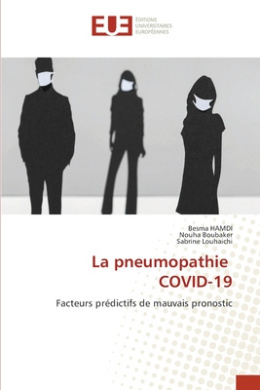 EUE
ÉDITIONS
UNIVERSITAIRES
EUROPÉENNES
Besma HAMDI
Nouha Boubaker
Sabrine Louhaichi
La pneumopathie
COVID-19
Facteurs prédictifs de mauvais pronostic